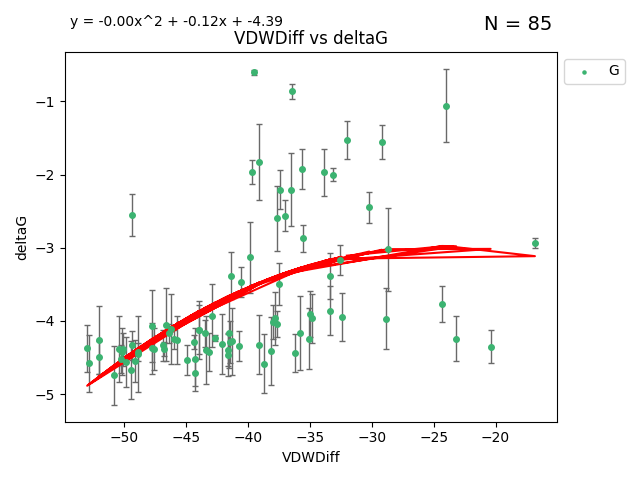 y = -0.00x^2 + -0.12x + -4.39
N = 85
VDWDiff vs deltaG
G
deltaG
−1
−2
−3
−4
−5
−50
−45
−40
−35
−30
−25
−20
VDWDiff